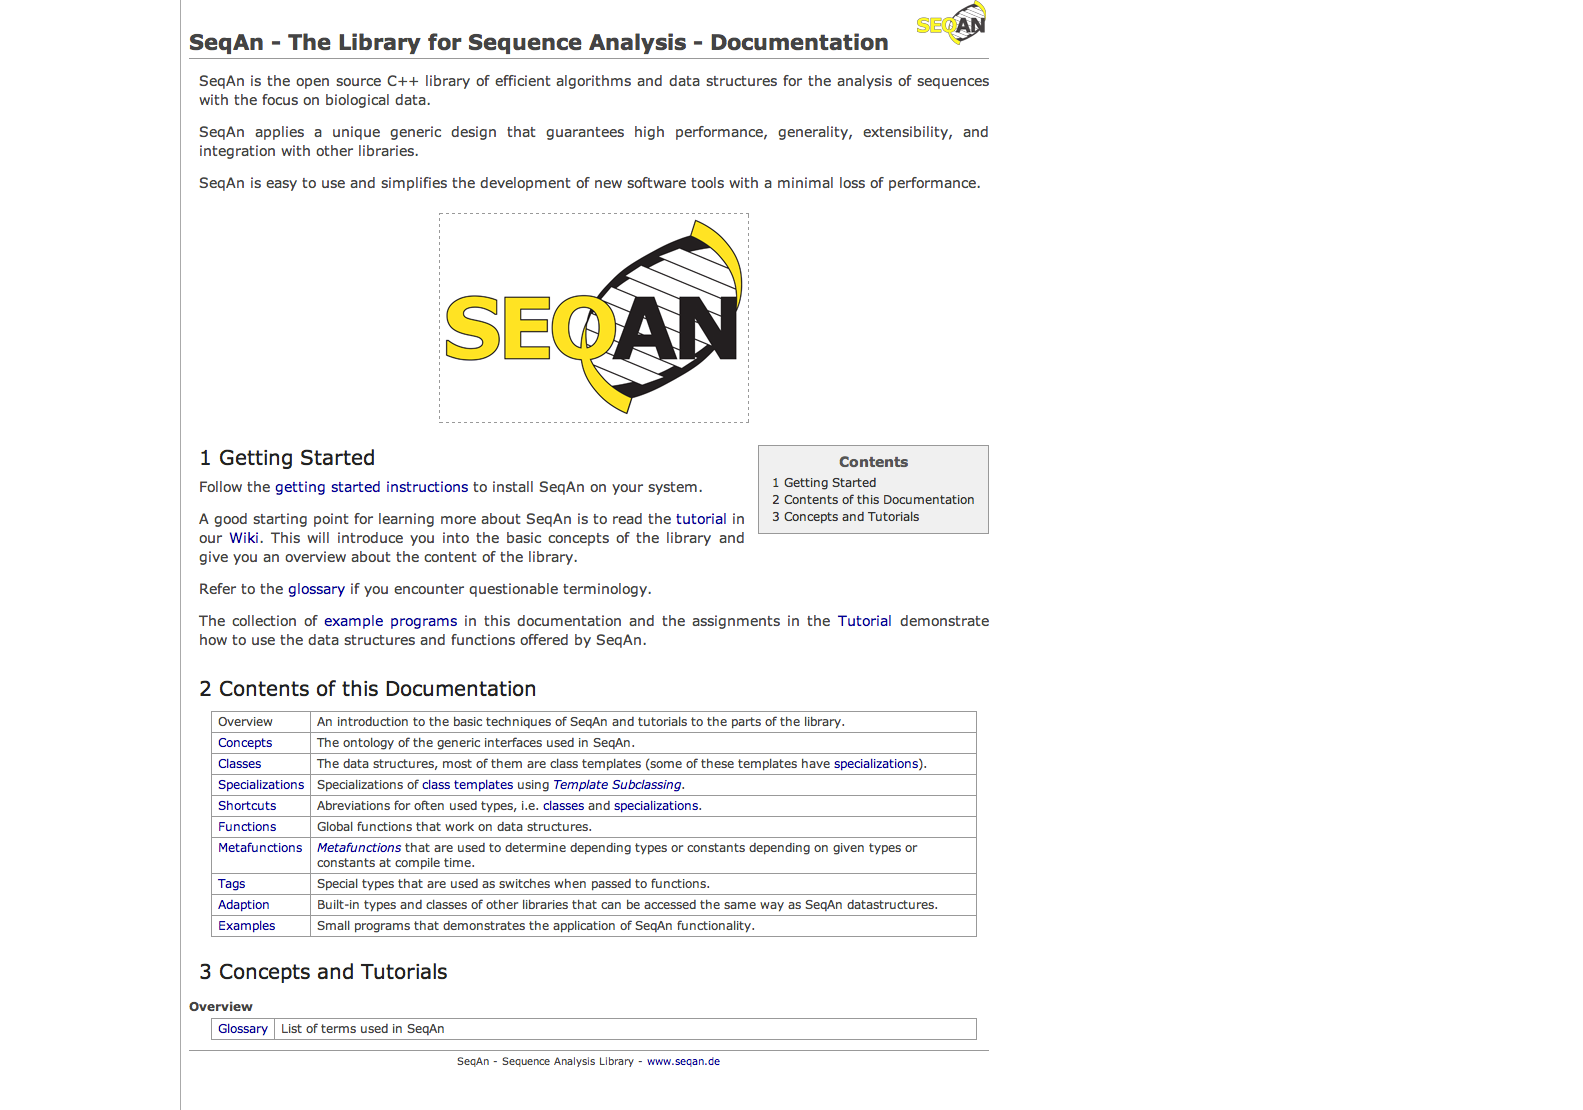 SeqAn - The Library for Sequence Analysis - Documentation
SEQAN
SeqAn is the open source C++ library of efficient algorithms and data structures for the analysis of sequences
with the focus on biological data.
SeqAn applies a unique generic design that guarantees high performance, generality, extensibility, and
integration with other libraries.
SeqAn is easy to use and simplifies the development of new software tools with a minimal loss of performance.
SEQAN
1 Getting Started
Follow the getting started instructions to install SeqAn on your system.
A good starting point for learning more about SeqAn is to read the tutorial in
our Wiki. This will introduce you into the basic concepts of the library and
give you an overview about the content of the library.
Refer to the glossary if you encounter questionable terminology.
The collection of example programs in this documentation and the assignments in the Tutorial demonstrate
how to use the data structures and functions offered by SeqAn.
Contents
1 Getting Started
2 Contents of this Documentation
3 Concepts and Tutorials
2 Contents of this Documentation
Overview An introduction to the basic techniques of SeqAn and tutorials to the parts of the library.
Concepts The ontology of the generic interfaces used in SeqAn.
Classes The data structures, most of them are class templates (some of these templates have specializations).
Specializations Specializations of class templates using Template Subclassing.
Shortcuts Abreviations for often used types, i.e. classes and specializations.
Functions Global functions that work on data structures.
Metafunctions Metafunctions that are used to determine depending types or constants depending on given types or
constants at compile time.
Tags Special types that are used as switches when passed to functions.
Adaption Built-in types and classes of other libraries that can be accessed the same way as SeqAn datastructures.
Examples Small programs that demonstrates the application of SeqAn functionality.
3 Concepts and Tutorials
Overview
Glossary List of terms used in SeqAn
SeqAn - Sequence Analysis Library - www.seqan.de